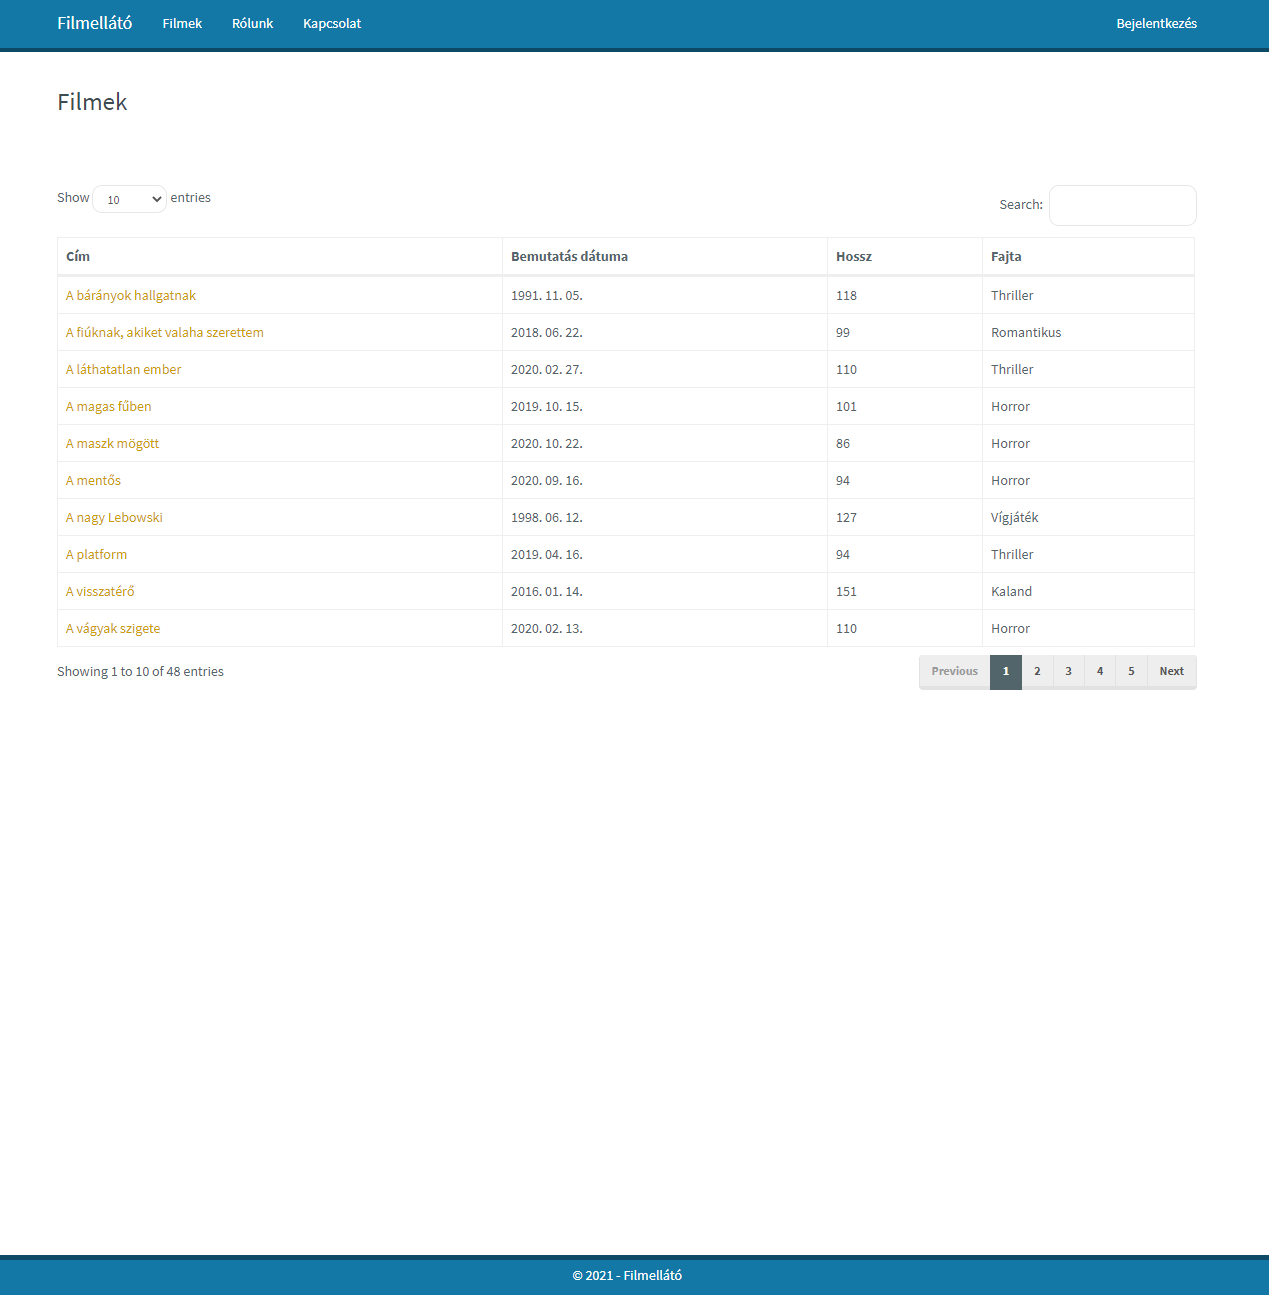 Filmellátó Filmek Rólunk Kapcsolat Bejelentkezés
Filmek
Show 10 entries Search:
Cím Bemutatás dátuma Hossz Fajta
A bárányok hallgatnak 1991. 11. 05. 118 Thriller
A fiúknak, akiket valaha szerettem 2018. 06. 22. 99 Romantikus
A láthatatlan ember 2020. 02. 27. 110 Thriller
A magas fűben 2019. 10. 15. 101 Horror
A maszk mögött 2020. 10. 22. 86 Horror
A mentős 2020. 09. 16. 94 Horror
A nagy Lebowski 1998. 06. 12. 127 Vígjáték
A platform 2019. 04. 16. 94 Thriller
A visszatérő 2016. 01. 14. 151 Kaland
A vágyak szigete 2020. 02. 13. 110 Horror
Showing 1 to 10 of 48 entries Previous 1 2 3 4 5 Next
© 2021 - Filmellátó